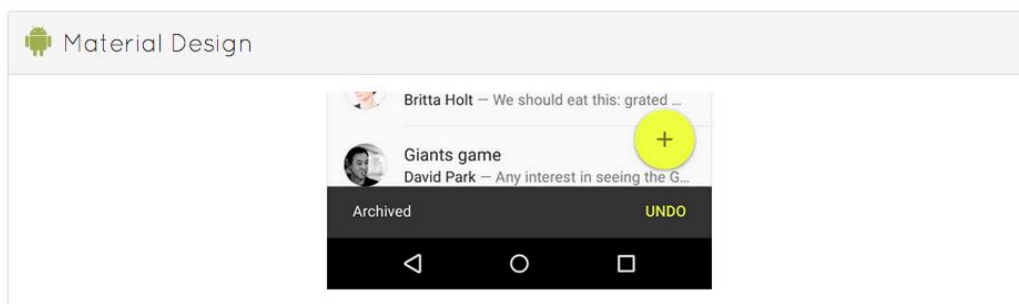 Material Design
Britta Holt — We should eat this: grated ...
+
Giants game
David Park — Any interest in seeing the G...
Archived UNDO